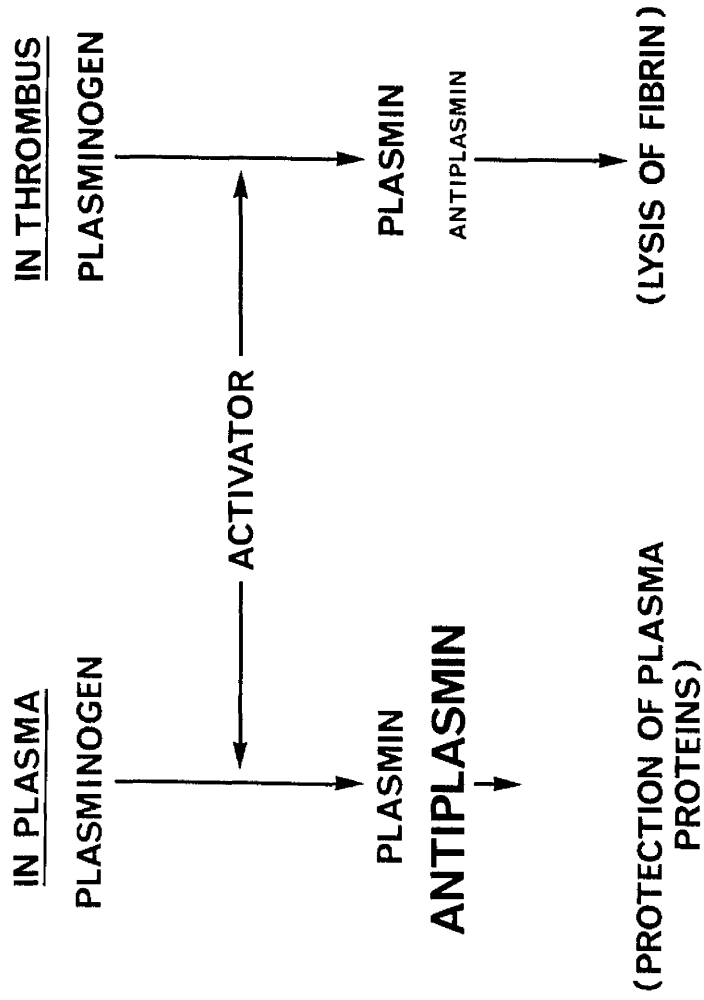 IN PLASMA
IN THROMBUS
PLASMINOGEN
PLASMINOGEN
ACTIVATOR
PLASMIN
PLASMIN
ANTIPLASMIN
ANTIPLASMIN
(PROTECTION OF PLASMA
PROTEINS)
(LYSIS OF FIBRIN)